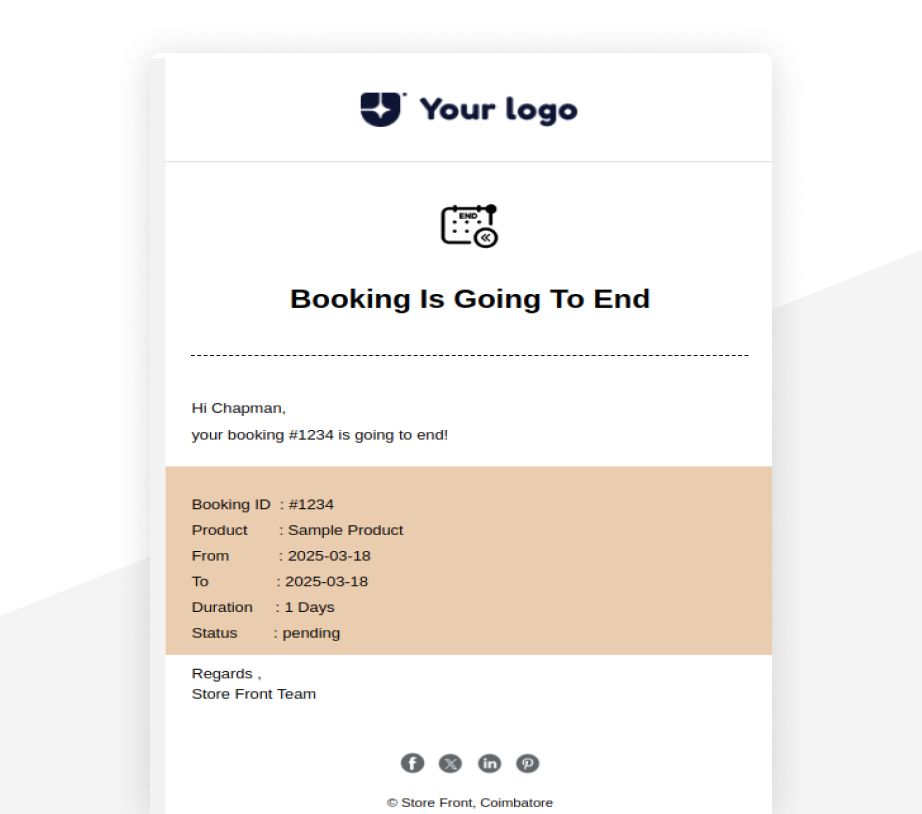 Your logo
END
Booking Is Going To End
Hi Chapman,
your booking #1234 is going to end!
Booking ID : #1234
Product : Sample Product
From : 2025-03-18
To : 2025-03-18
Duration : 1 Days
Status : pending
Regards ,
Store Front Team
© Store Front, Coimbatore